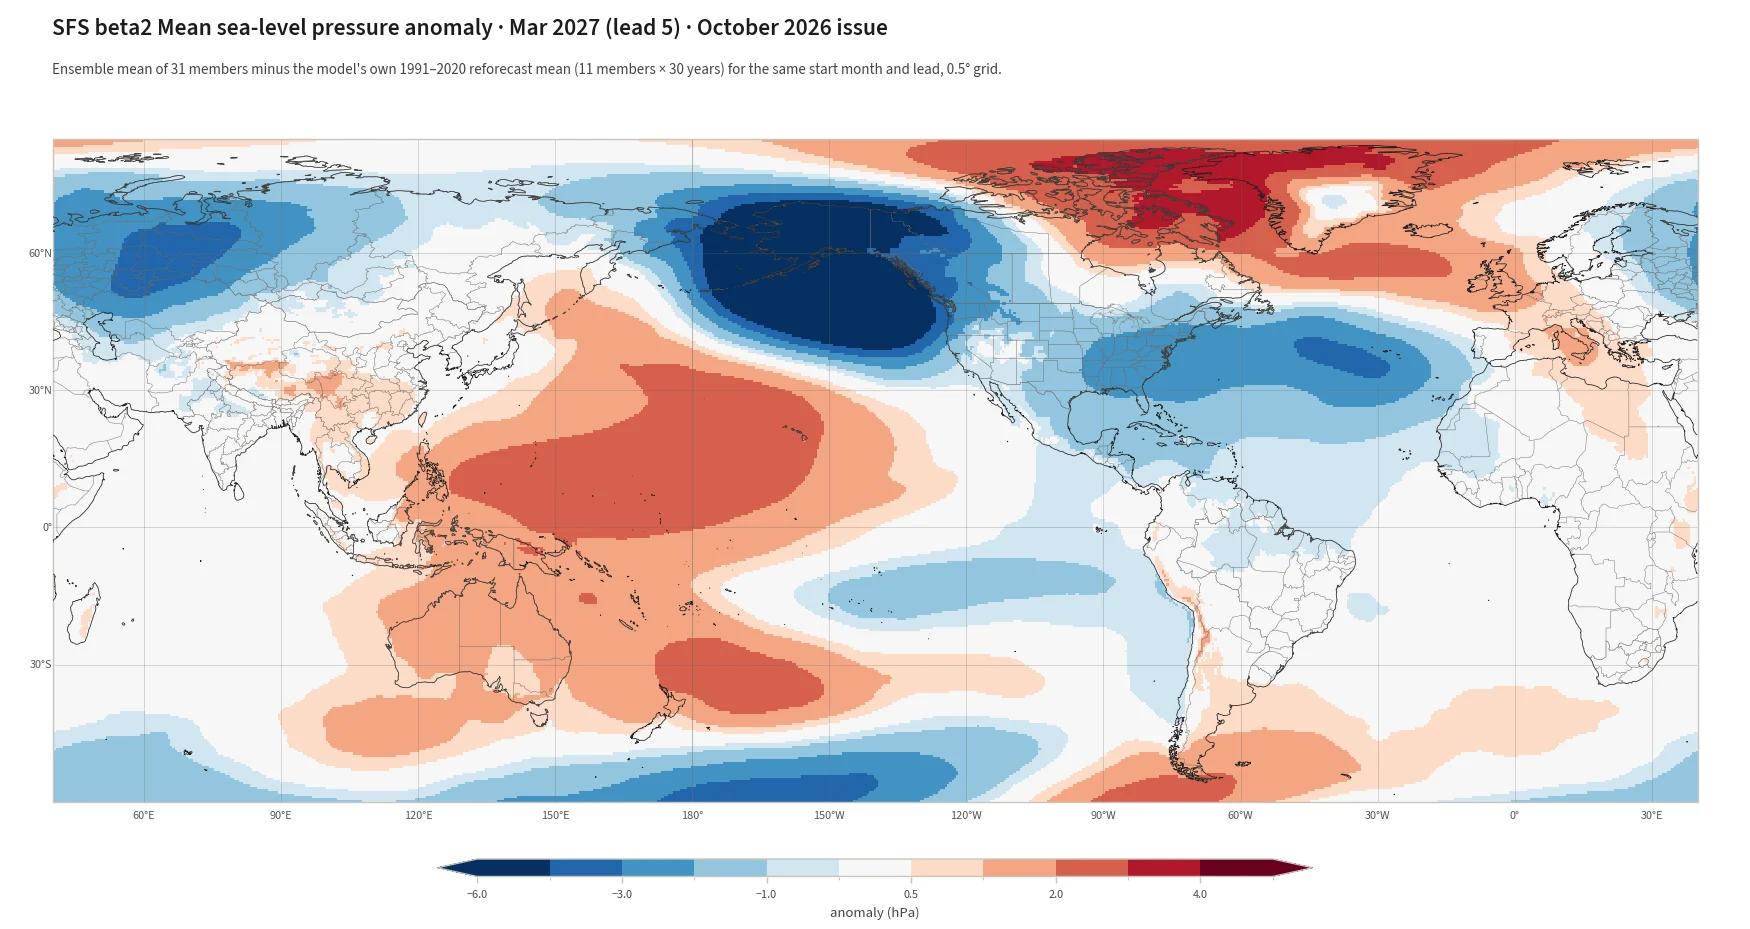 SFS beta2 Mean sea-level pressure anomaly · Mar 2027 (lead 5) · October 2026 issue
Ensemble mean of 31 members minus the model's own 1991–2020 reforecast mean (11 members × 30 years) for the same start month and lead, 0.5° grid.
60°N
30°N
0°
30°S
60°E
90°E
120°E
150°E
180°
150°W
120°W
90°W
60°W
30°W
0°
30°E
−6.0
−3.0
−1.0
0.5
2.0
4.0
anomaly (hPa)